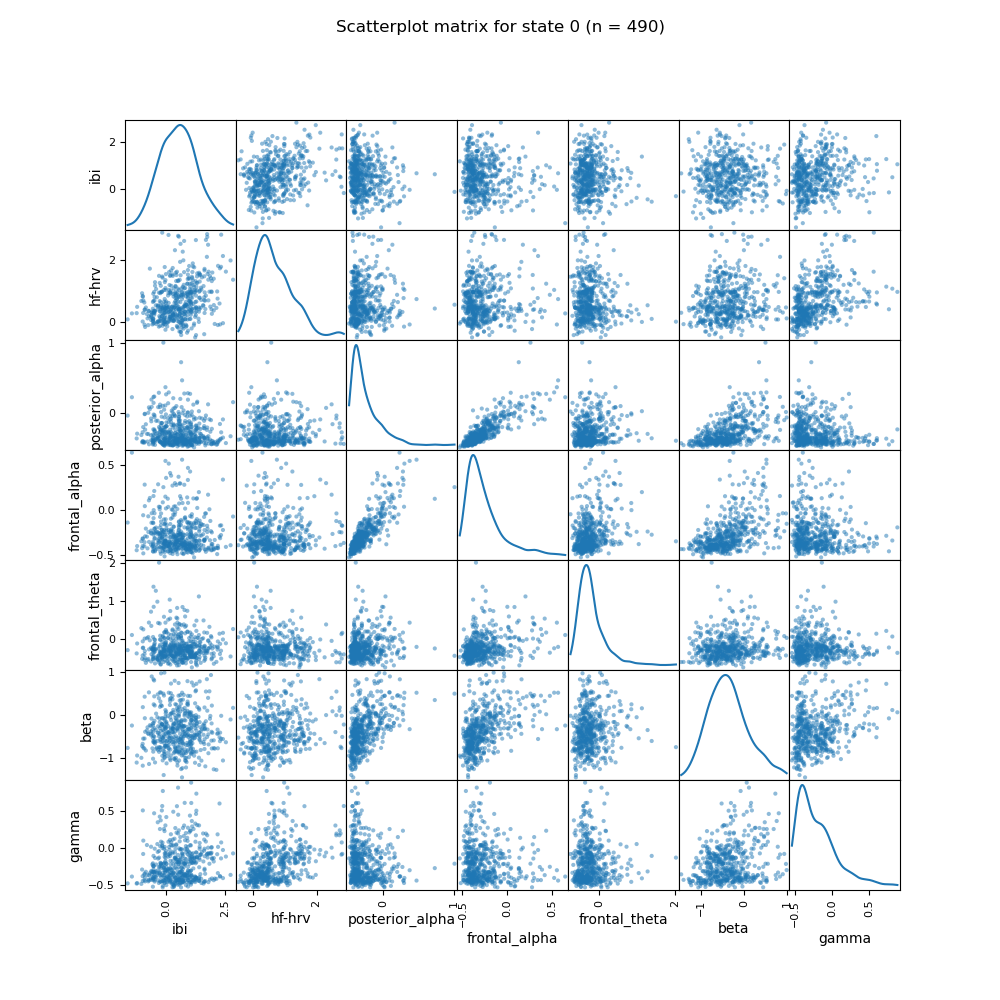 Scatterplot matrix for state 0 (n = 490)
ibi
2
0
hf-hrv
2
0
posterior_alpha
1
0
frontal_alpha
0.5
0.0
−0.5
frontal_theta
2
1
0
beta
1
0
−1
gamma
0.5
0.0
−0.5
0.0 2.5 0 2 0 1 −0.5 0.0 0.5 0 2 −1 0 1 −0.5 0.0 0.5
ibi hf-hrv posterior_alpha frontal_alpha frontal_theta beta gamma